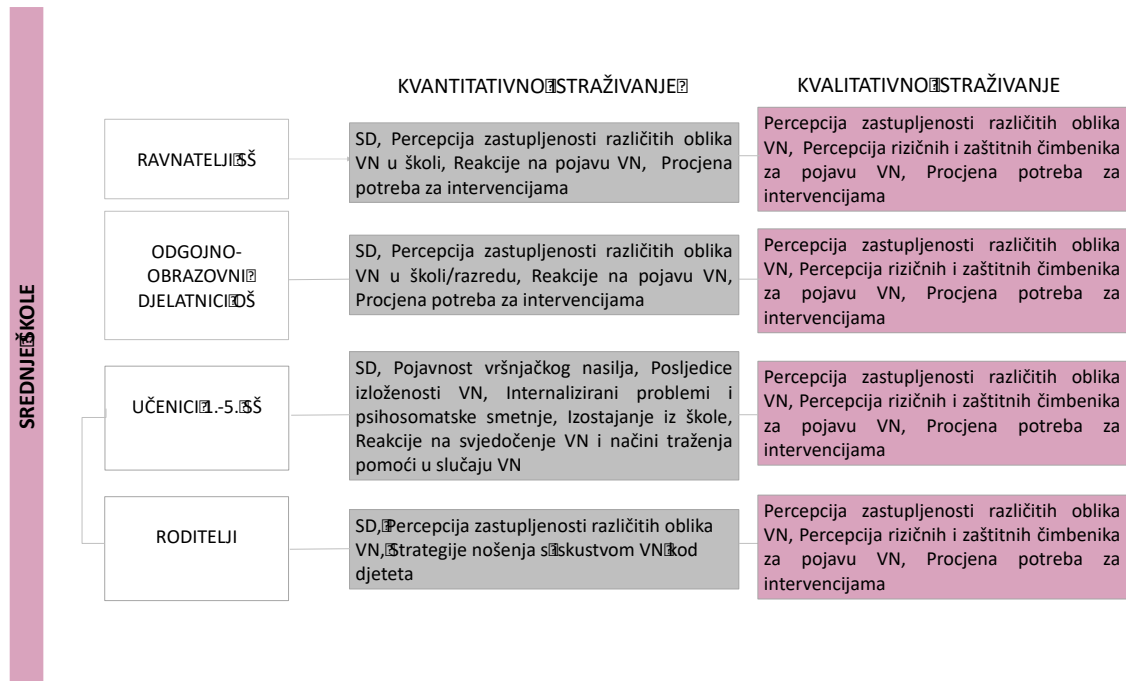 SREDNJE ŠKOLE
KVANTITATIVNO ISTRAŽIVANJE
KVALITATIVNO ISTRAŽIVANJE
RAVNATELJI SŠ
SD, Percepcija zastupljenosti različitih oblika
VN u školi, Reakcije na pojavu VN, Procjena
potreba za intervencijama
Percepcija zastupljenosti različitih oblika
VN, Percepcija rizičnih i zaštitnih čimbenika
za pojavu VN, Procjena potreba za
intervencijama
ODGOJNO-
OBRAZOVNI
DJELATNICI OŠ
SD, Percepcija zastupljenosti različitih oblika
VN u školi/razredu, Reakcije na pojavu VN,
Procjena potreba za intervencijama
Percepcija zastupljenosti različitih oblika
VN, Percepcija rizičnih i zaštitnih čimbenika
za pojavu VN, Procjena potreba za
intervencijama
UČENICI 1.-5. SŠ
SD, Pojavnost vršnjačkog nasilja, Posljedice
izloženosti VN, Internalizirani problemi i
psihosomatske smetnje, Izostajanje iz škole,
Reakcije na svjedočenje VN i načini traženja
pomoći u slučaju VN
Percepcija zastupljenosti različitih oblika
VN, Percepcija rizičnih i zaštitnih čimbenika
za pojavu VN, Procjena potreba za
intervencijama
RODITELJI
SD, Percepcija zastupljenosti različitih oblika
VN, Strategije nošenja s iskustvom VN kod
djeteta
Percepcija zastupljenosti različitih oblika
VN, Percepcija rizičnih i zaštitnih čimbenika
za pojavu VN, Procjena potreba za
intervencijama